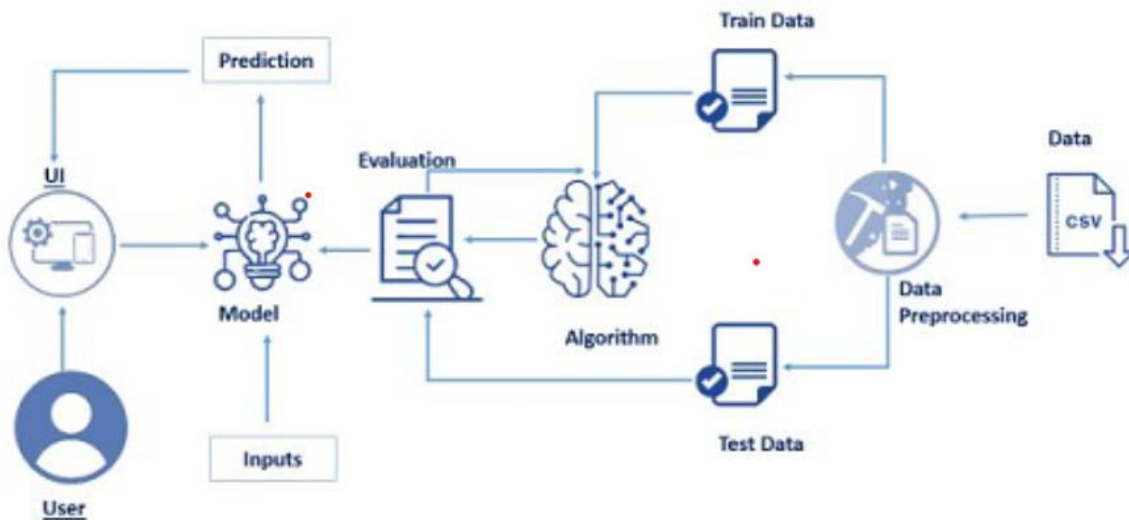 Train Data
Prediction
Data
Evaluation
UI
CSV
Model
Data
Preprocessing
Algorithm
Inputs
Test Data
User